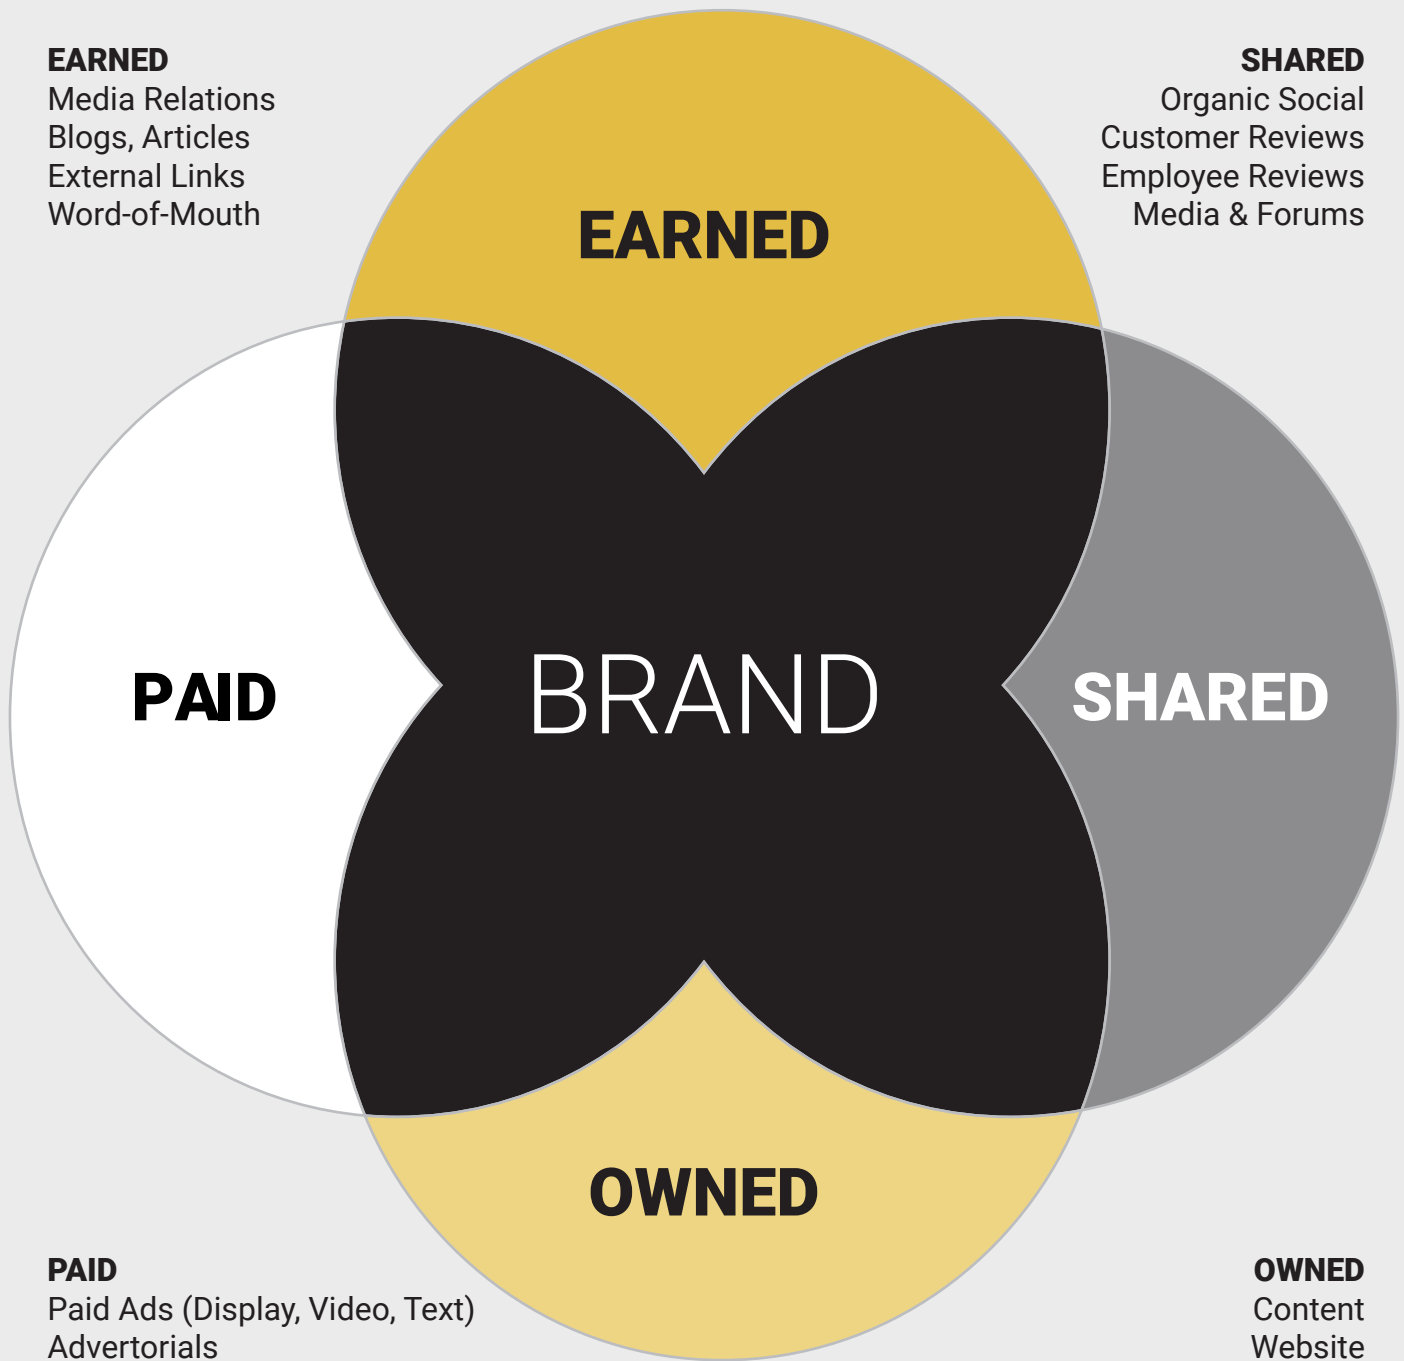 EARNED
Media Relations
Blogs, Articles
External Links
Word-of-Mouth
SHARED
Organic Social
Customer Reviews
Employee Reviews
Media & Forums
EARNED
PAID
BRAND
SHARED
OWNED
PAID
Paid Ads (Display, Video, Text)
Advertorials
OWNED
Content
Website